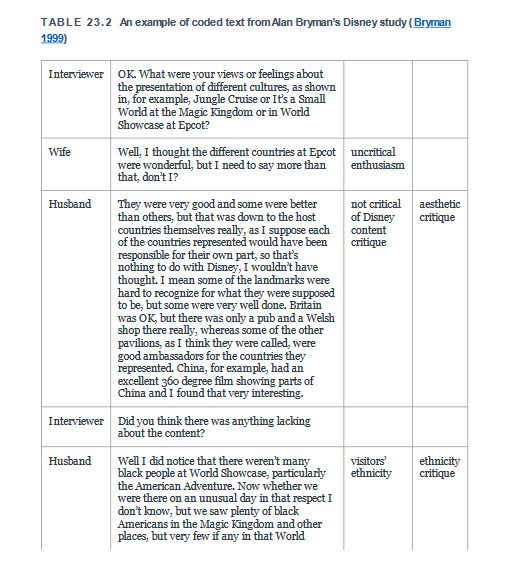 TABLE 23.2 An example of coded text from Alan Bryman's Disney study (Bryman
1999)
Interviewer OK. What were your views or feelings about
the presentation of different cultures, as shown
in, for example, Jungle Cruise or It's a Small
World at the Magic Kingdom or in World
Showcase at Epcot?
Wife Well, I thought the different countries at Epcot uncritical
were wonderful, but I need to say more than enthusiasm
that, don't I?
Husband They were very good and some were better not critical aesthetic
than others, but that was down to the host of Disney critique
countries themselves really, as I suppose each content
of the countries represented would have been critique
responsible for their own part, so that's
nothing to do with Disney, I wouldn't have
thought. I mean some of the landmarks were
hard to recognize for what they were supposed
to be, but some were very well done. Britain
was OK, but there was only a pub and a Welsh
shop there really, whereas some of the other
pavilions, as I think they were called, were
good ambassadors for the countries they
represented. China, for example, had an
excellent 360 degree film showing parts of
China and I found that very interesting.
Interviewer Did you think there was anything lacking
about the content?
Husband Well I did notice that there weren't many visitors' ethnicity
black people at World Showcase, particularly ethnicity critique
the American Adventure. Now whether we
were there on an unusual day in that respect I
don't know, but we saw plenty of black
Americans in the Magic Kingdom and other
places, but very few if any in that World